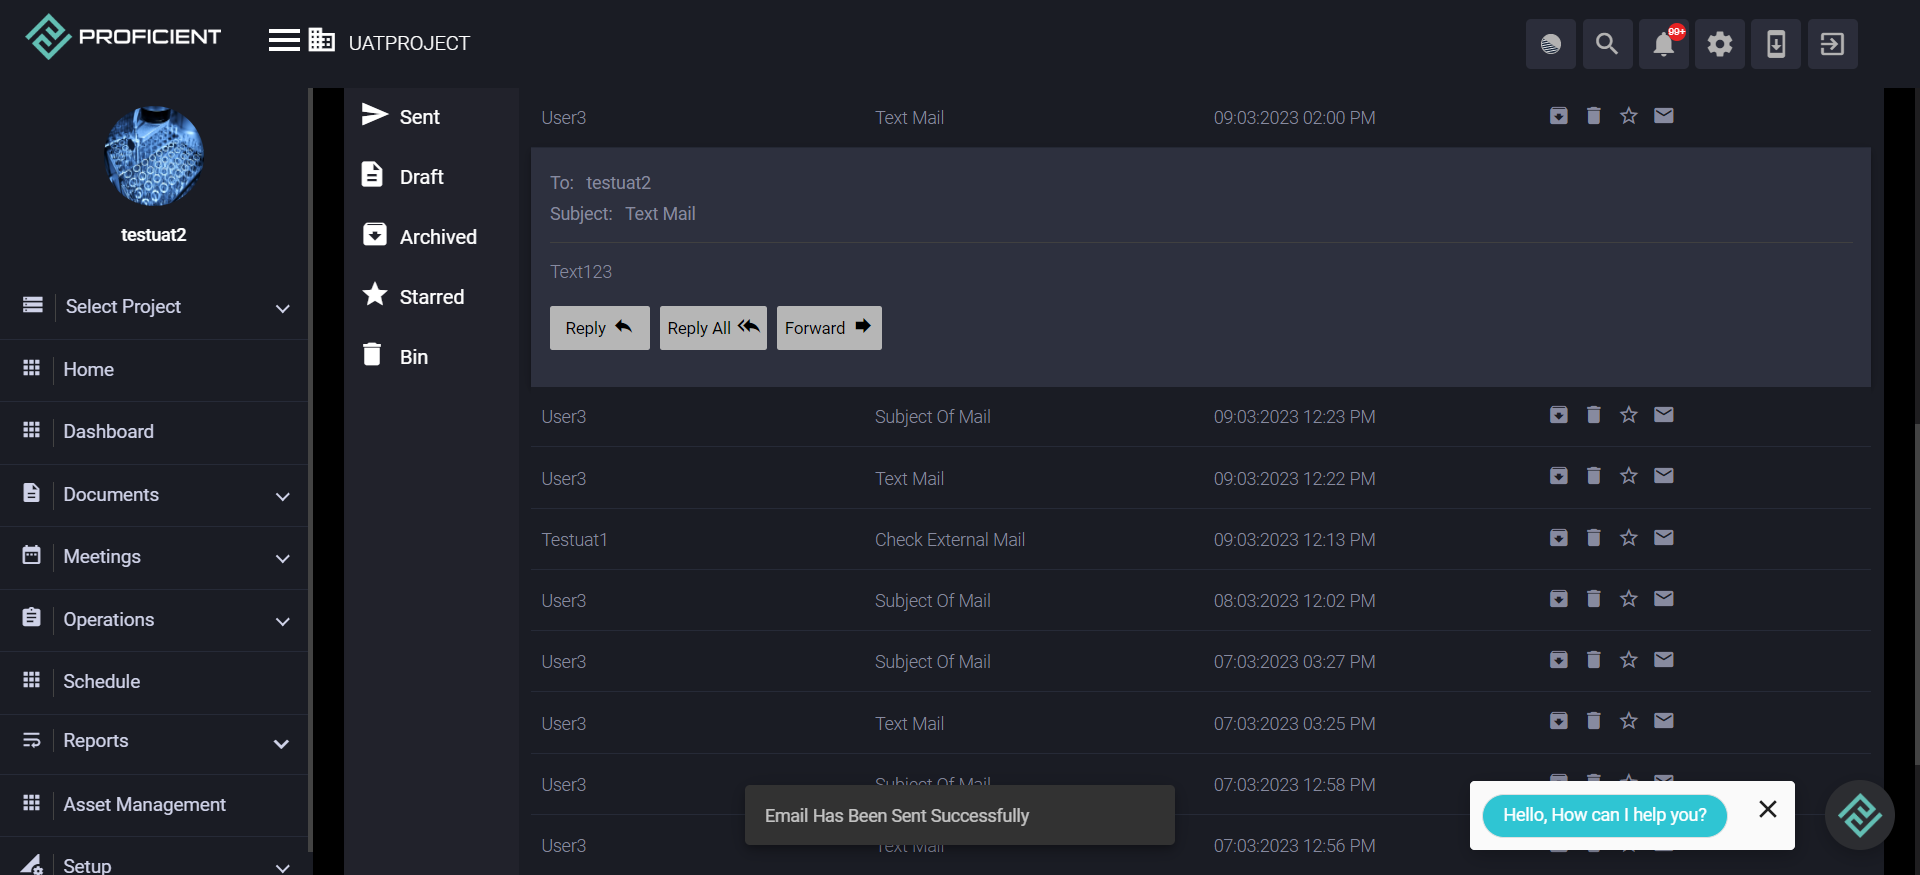 PROFICIENT
UATPROJECT
99+
testuat2
Select Project
Home
Dashboard
Documents
Meetings
Operations
Schedule
Reports
Asset Management
Setup
Sent
Draft
Archived
Starred
Bin
User3 Text Mail 09:03:2023 02:00 PM
To: testuat2
Subject: Text Mail
Text123
Reply Reply All Forward
User3 Subject Of Mail 09:03:2023 12:23 PM
User3 Text Mail 09:03:2023 12:22 PM
Testuat1 Check External Mail 09:03:2023 12:13 PM
User3 Subject Of Mail 08:03:2023 12:02 PM
User3 Subject Of Mail 07:03:2023 03:27 PM
User3 Text Mail 07:03:2023 03:25 PM
User3 Subject Of Mail 07:03:2023 12:58 PM
User3 Text Mail 07:03:2023 12:56 PM
Email Has Been Sent Successfully
Hello, How can I help you?